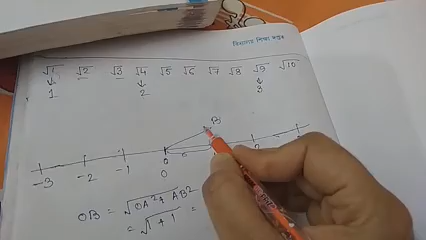 বিদ্যালয় শিক্ষা দপ্তর
√1 √2 √3 √4 √5 √6 √7 √8 √9 √10
1 2 3
B
-3 -2 -1 0
0
OB = √OA²+AB²
= √1+1 =